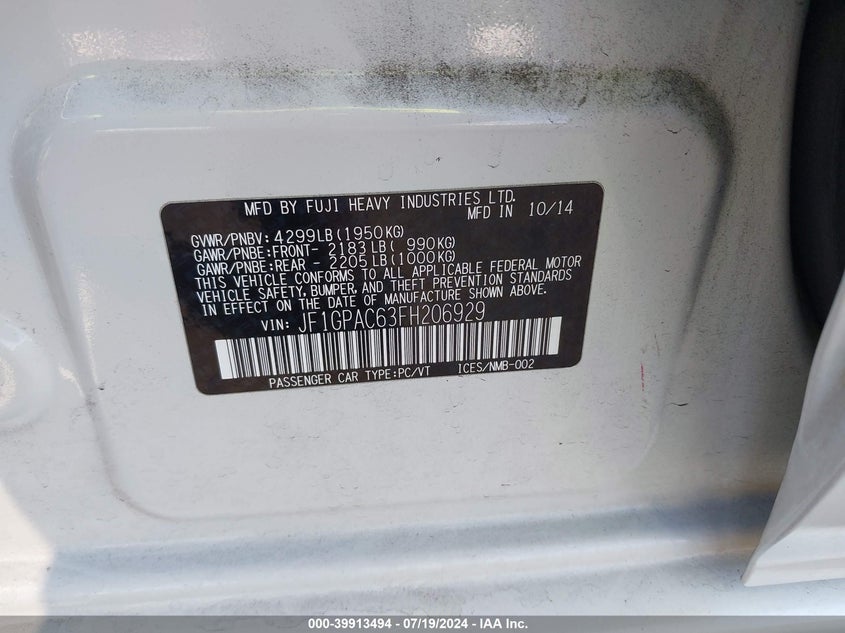 MFD BY FUJI HEAVY INDUSTRIES LTD.
MFD IN 10/14
GVWR/PNBV: 4299LB(1950KG)
GAWR/PNBE:FRONT- 2183LB( 990KG)
GAWR/PNBE:REAR - 2205LB(1000KG)
THIS VEHICLE CONFORMS TO ALL APPLICABLE FEDERAL MOTOR
VEHICLE SAFETY, BUMPER, AND THEFT PREVENTION STANDARDS
IN EFFECT ON THE DATE OF MANUFACTURE SHOWN ABOVE.
VIN: JF1GPAC63FH206929
PASSENGER CAR TYPE:PC/VT ICES/NMB-002
000-39913494 - 07/19/2024 - IAA Inc.